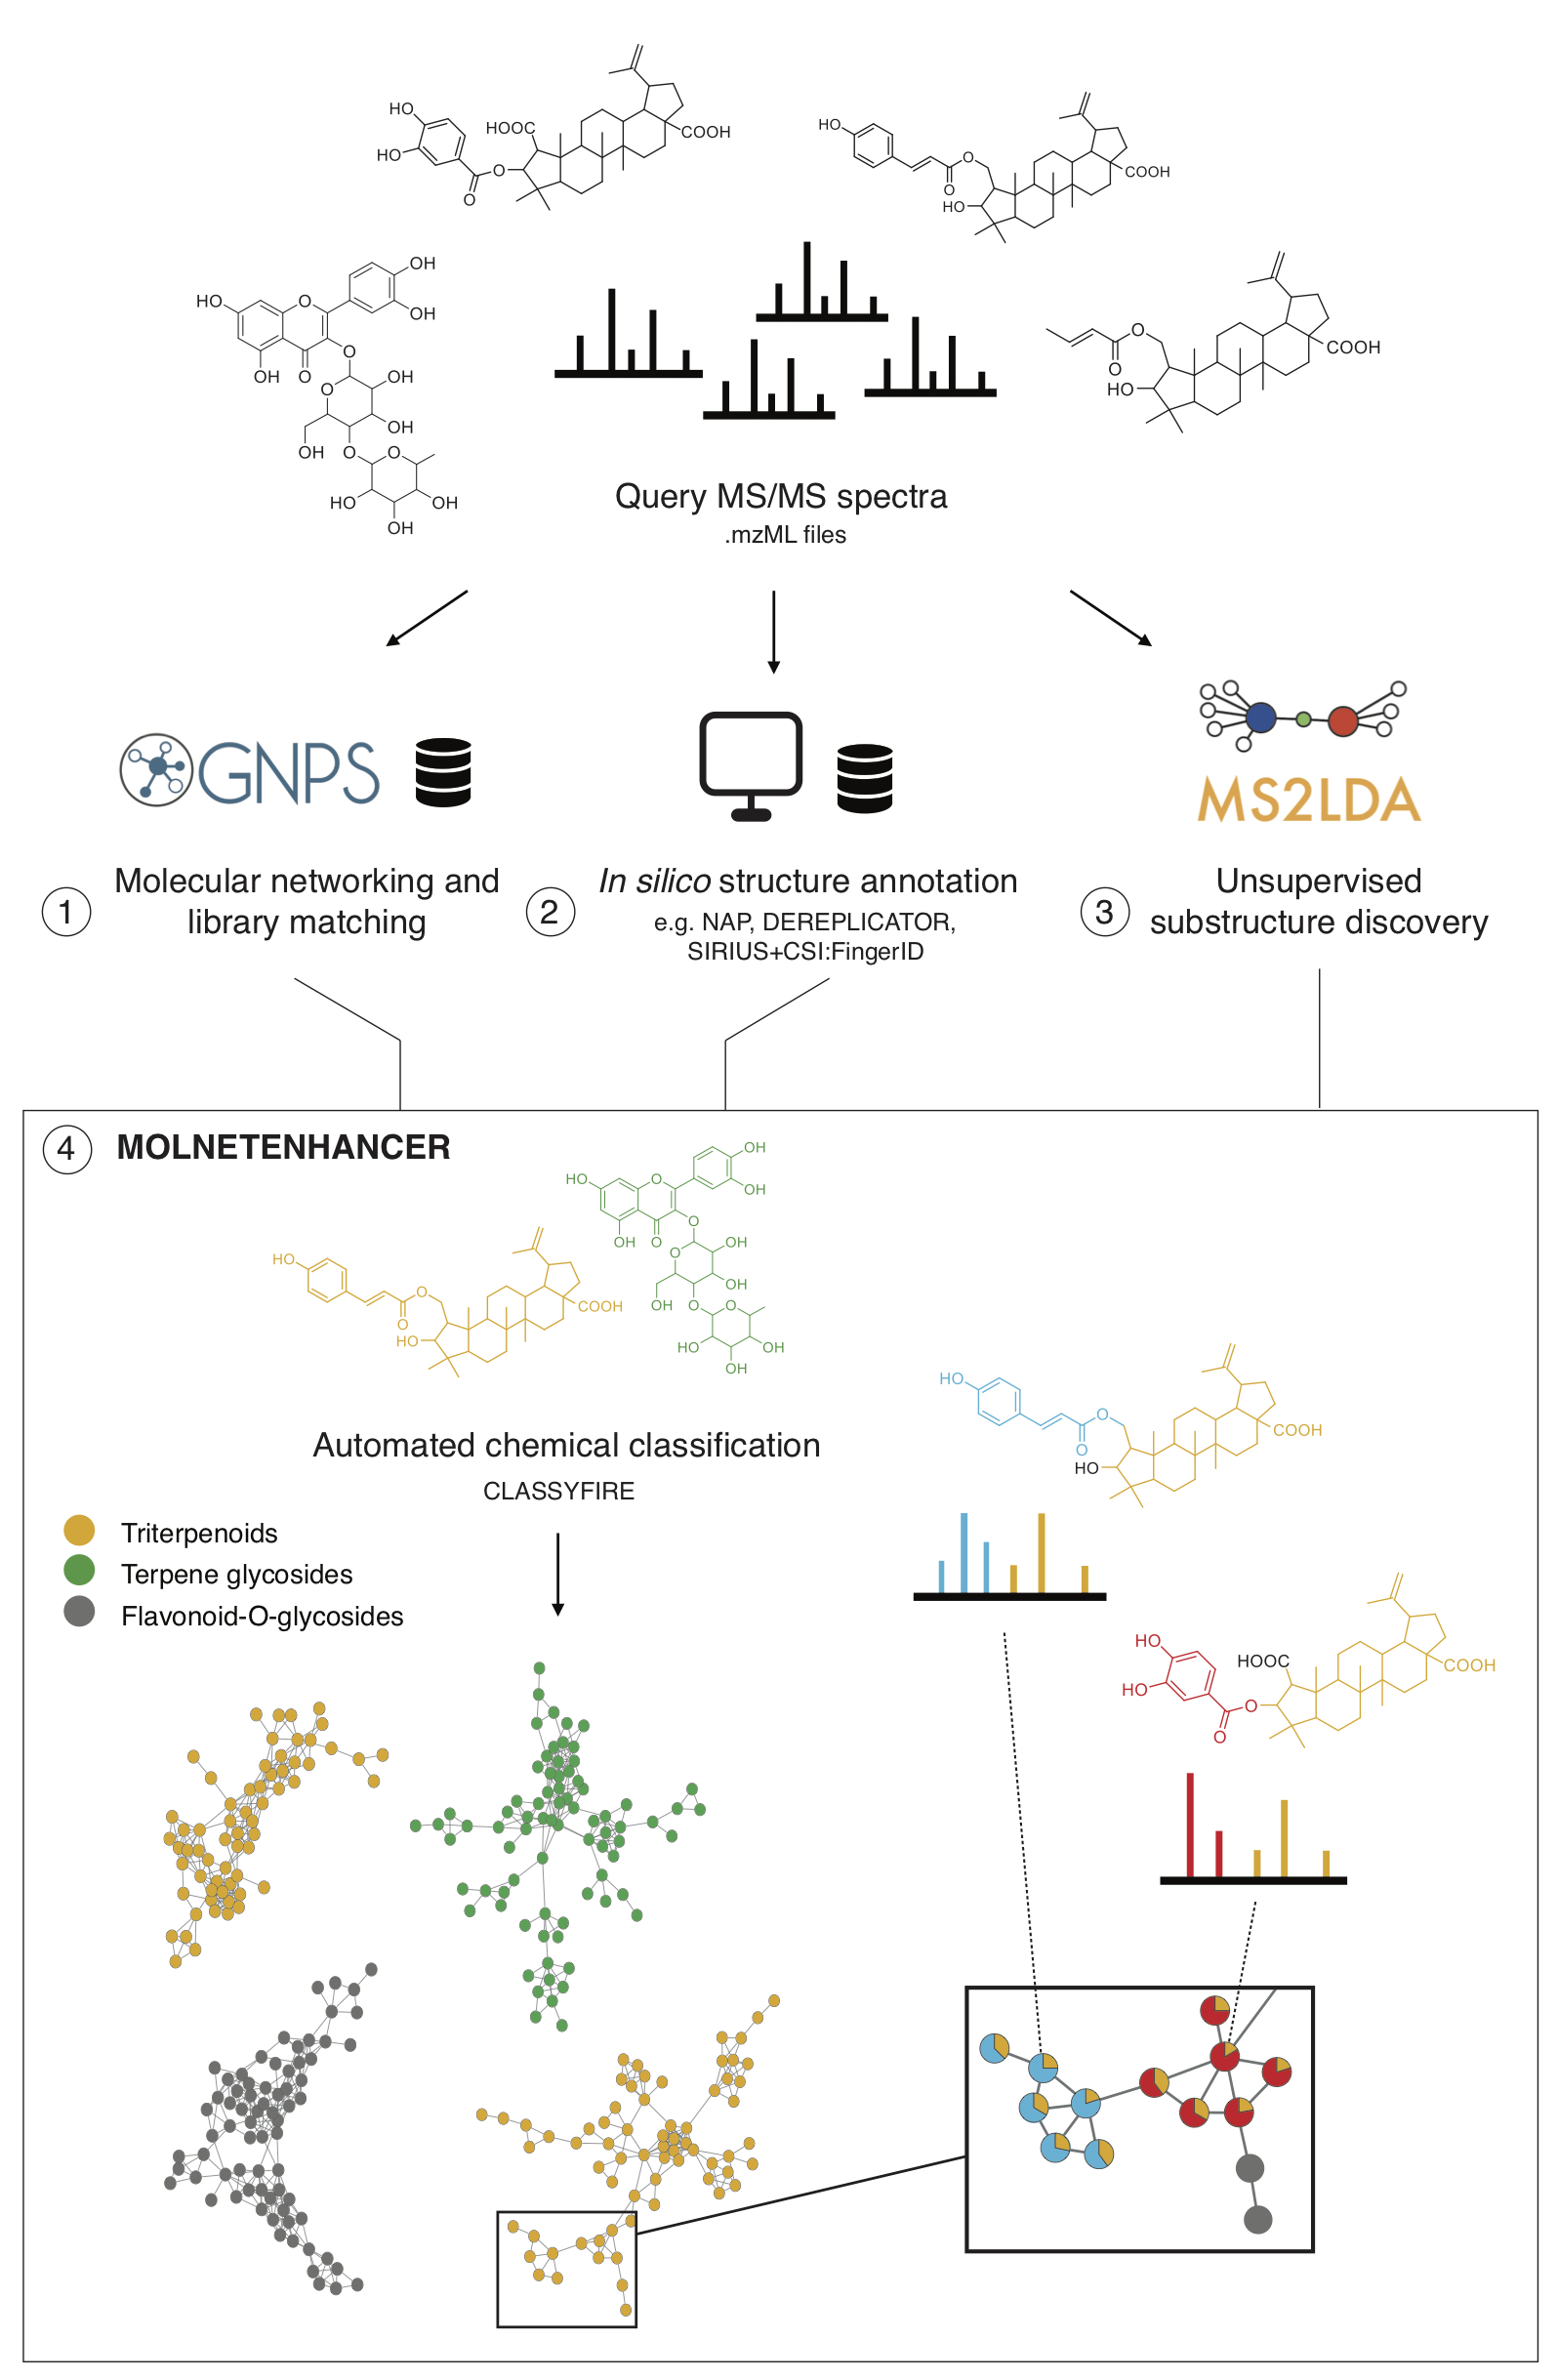 HO
HO
O
O
HOOC
COOH
HO
O
O
HO
COOH
HO
O
OH
OH
OH
O
O
O
OH
OH
OH
O
O
HO
OH
OH
O
O
HO
COOH
Query MS/MS spectra
.mzML files
GNPS
MS2LDA
1
Molecular networking and
library matching
2
In silico structure annotation
e.g. NAP, DEREPLICATOR,
SIRIUS+CSI:FingerID
3
Unsupervised
substructure discovery
4
MOLNETENHANCER
HO
O
O
HO
COOH
HO
O
OH
OH
OH
O
O
O
OH
OH
OH
O
O
HO
OH
OH
Automated chemical classification
CLASSYFIRE
Triterpenoids
Terpene glycosides
Flavonoid-O-glycosides
HO
O
O
HO
COOH
HO
HO
O
O
HOOC
COOH